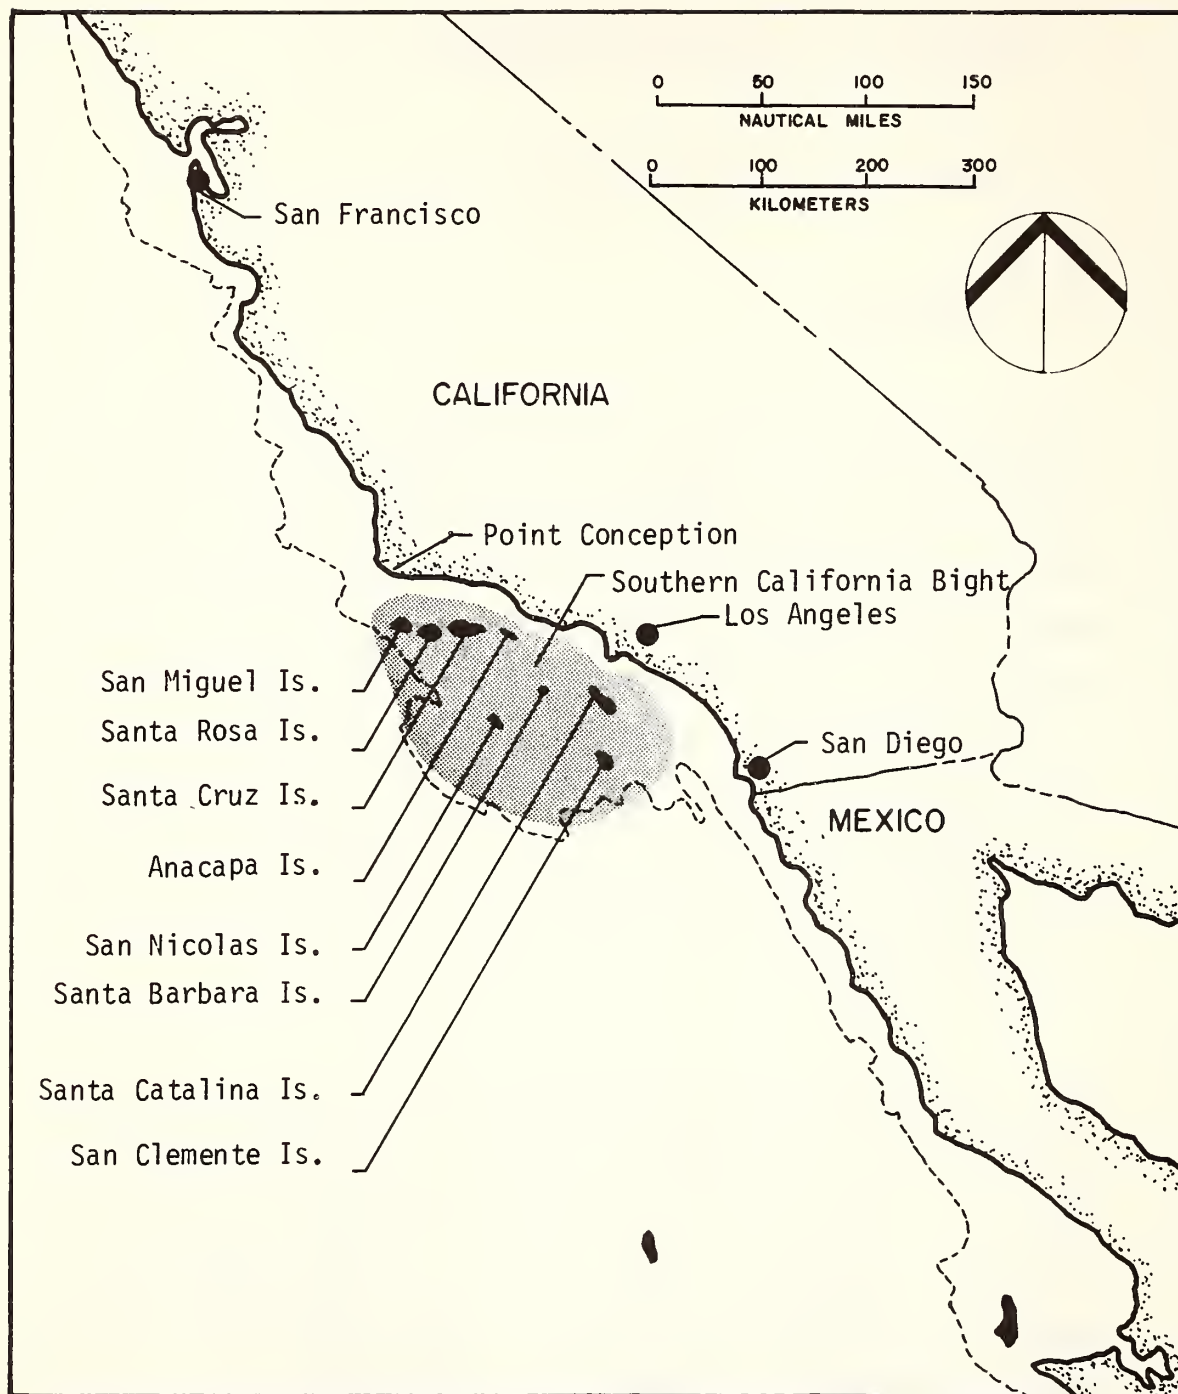 0 50 100 150
NAUTICAL MILES
0 100 200 300
KILOMETERS
San Francisco
CALIFORNIA
Point Conception
Southern California Bight
Los Angeles
San Miguel Is.
Santa Rosa Is.
San Diego
Santa Cruz Is.
MEXICO
Anacapa Is.
San Nicolas Is.
Santa Barbara Is.
Santa Catalina Is.
San Clemente Is.